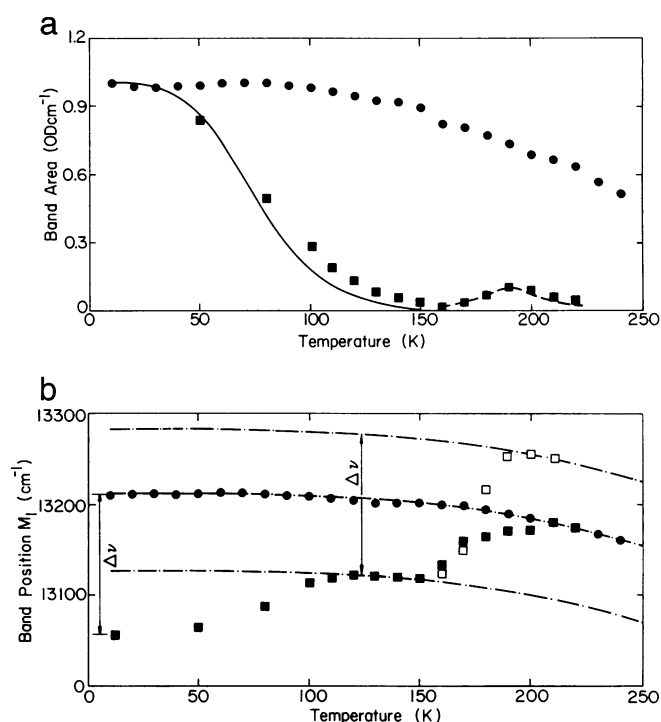 a
1.2
0.9
0.6
0.3
0
Band Area (ODcm⁻¹)
0 50 100 150 200 250
Temperature (K)
b
13300
13200
13100
13000
Band Position M₁ (cm⁻¹)
Δν
Δν
0 50 100 150 200 250
Temperature (K)